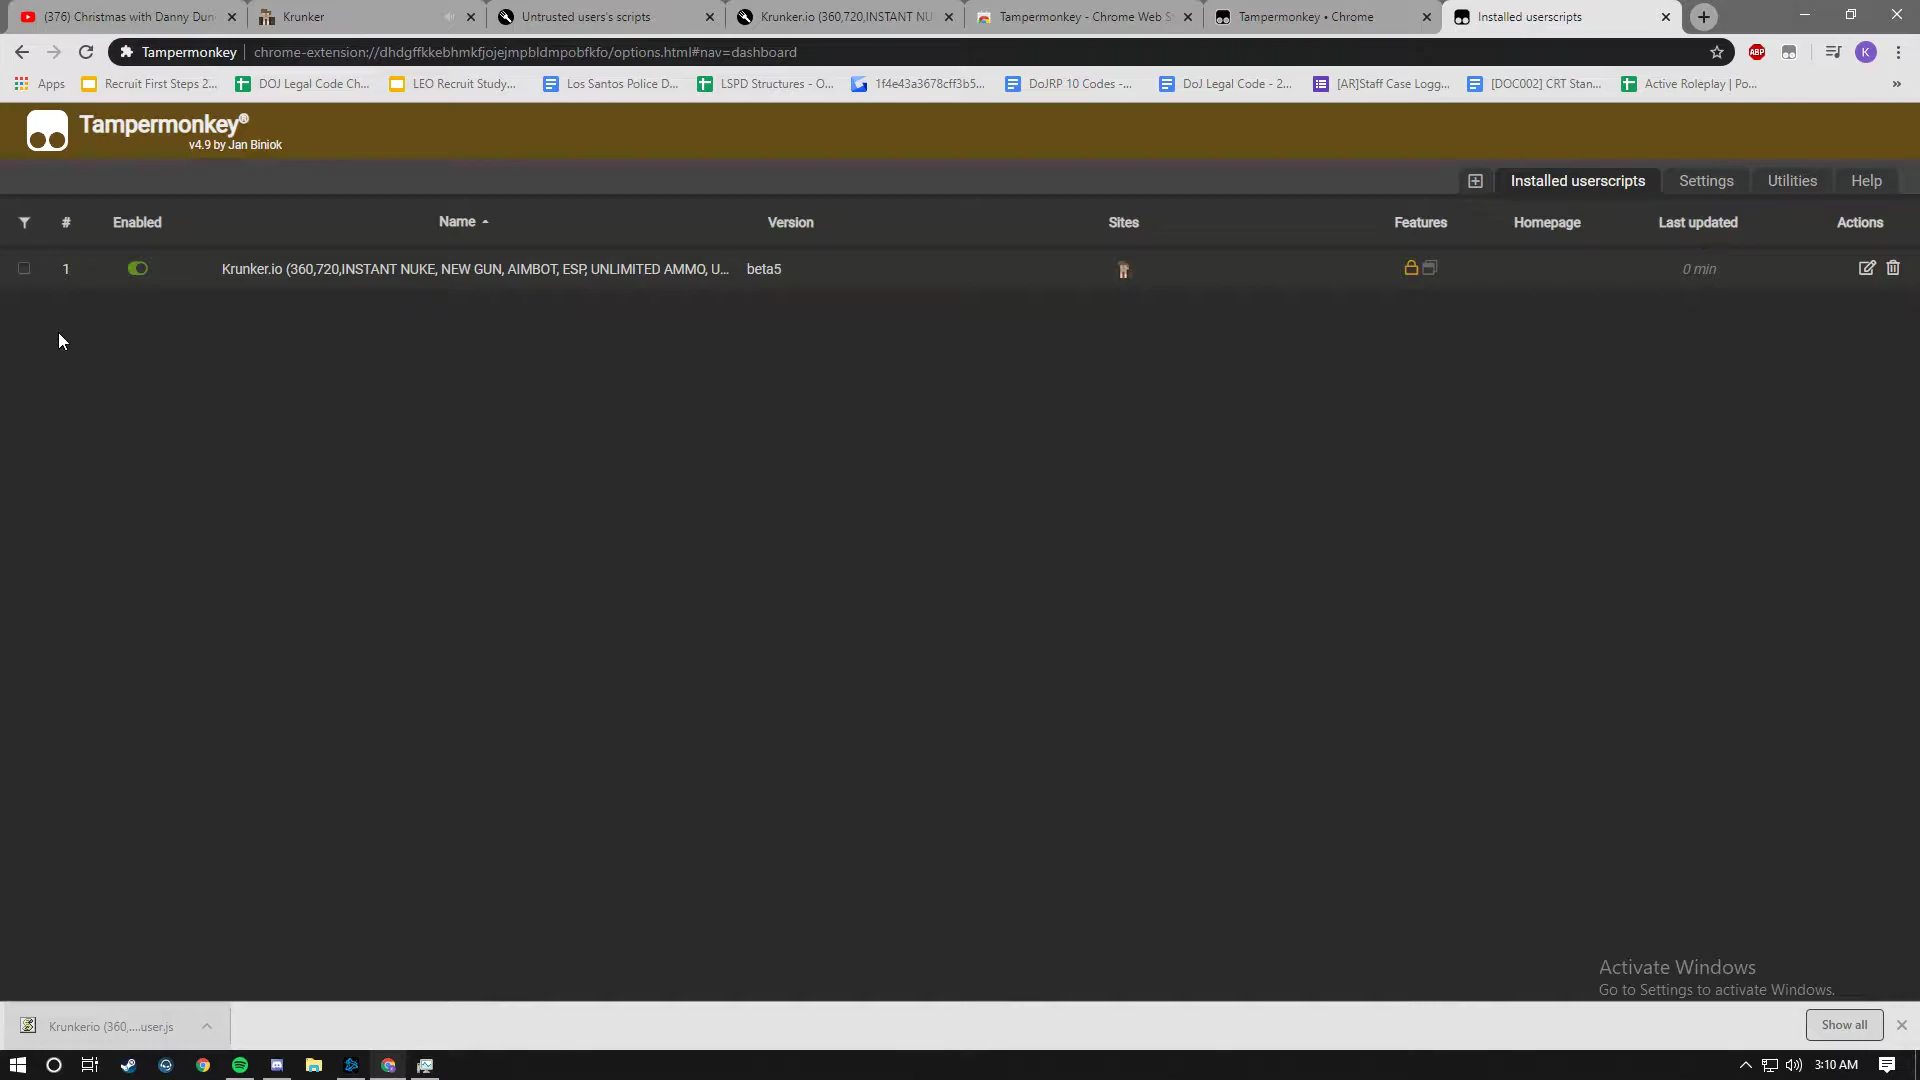 (376) Christmas with Danny Dun
Krunker
Untrusted users's scripts
Krunker.io (360,720,INSTANT NU
Tampermonkey - Chrome Web S
Tampermonkey • Chrome
Installed userscripts
Tampermonkey
chrome-extension://dhdgffkkebhmkfjojejmpbldmpobfkfo/options.html#nav=dashboard
ABP
K
Apps
Recruit First Steps 2...
DOJ Legal Code Ch...
LEO Recruit Study...
Los Santos Police D...
LSPD Structures - O...
1f4e43a3678cff3b5...
DoJRP 10 Codes -...
DoJ Legal Code - 2...
[AR]Staff Case Logg...
[DOC002] CRT Stan...
Active Roleplay | Po...
»
Tampermonkey®
v4.9 by Jan Biniok
Installed userscripts
Settings
Utilities
Help
#
Enabled
Name
Version
Sites
Features
Homepage
Last updated
Actions
1
Krunker.io (360,720,INSTANT NUKE, NEW GUN, AIMBOT, ESP, UNLIMITED AMMO, U...
beta5
0 min
Activate Windows
Go to Settings to activate Windows.
Krunkerio (360,....user.js
Show all
3:10 AM